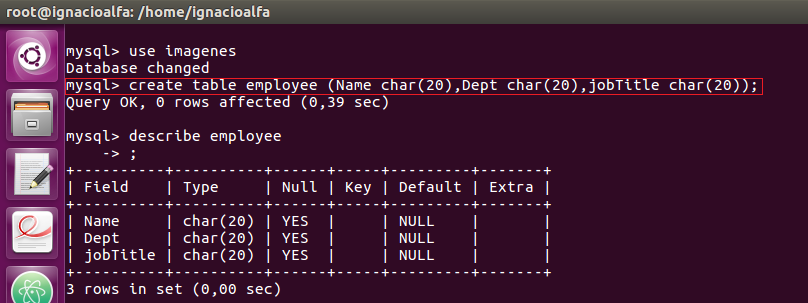 root@ignacioalfa: /home/ignacioalfa
mysql> use imagenes
Database changed
mysql> create table employee (Name char(20),Dept char(20),jobTitle char(20));
Query OK, 0 rows affected (0,39 sec)
mysql> describe employee
    -> ;
+----------+----------+------+-----+---------+-------+
| Field    | Type     | Null | Key | Default | Extra |
+----------+----------+------+-----+---------+-------+
| Name     | char(20) | YES  |     | NULL    |       |
| Dept     | char(20) | YES  |     | NULL    |       |
| jobTitle | char(20) | YES  |     | NULL    |       |
+----------+----------+------+-----+---------+-------+
3 rows in set (0,00 sec)